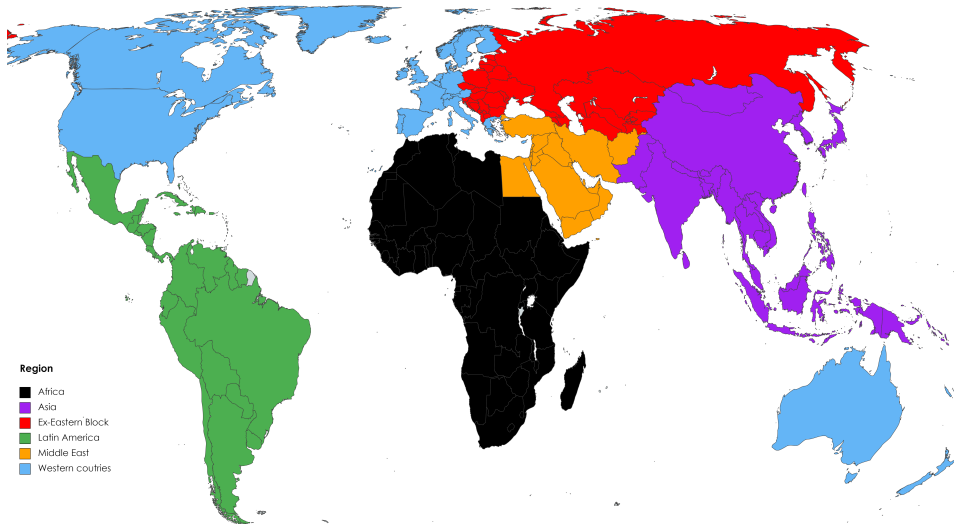 Region
Africa
Asia
Ex-Eastern Block
Latin America
Middle East
Western coutries